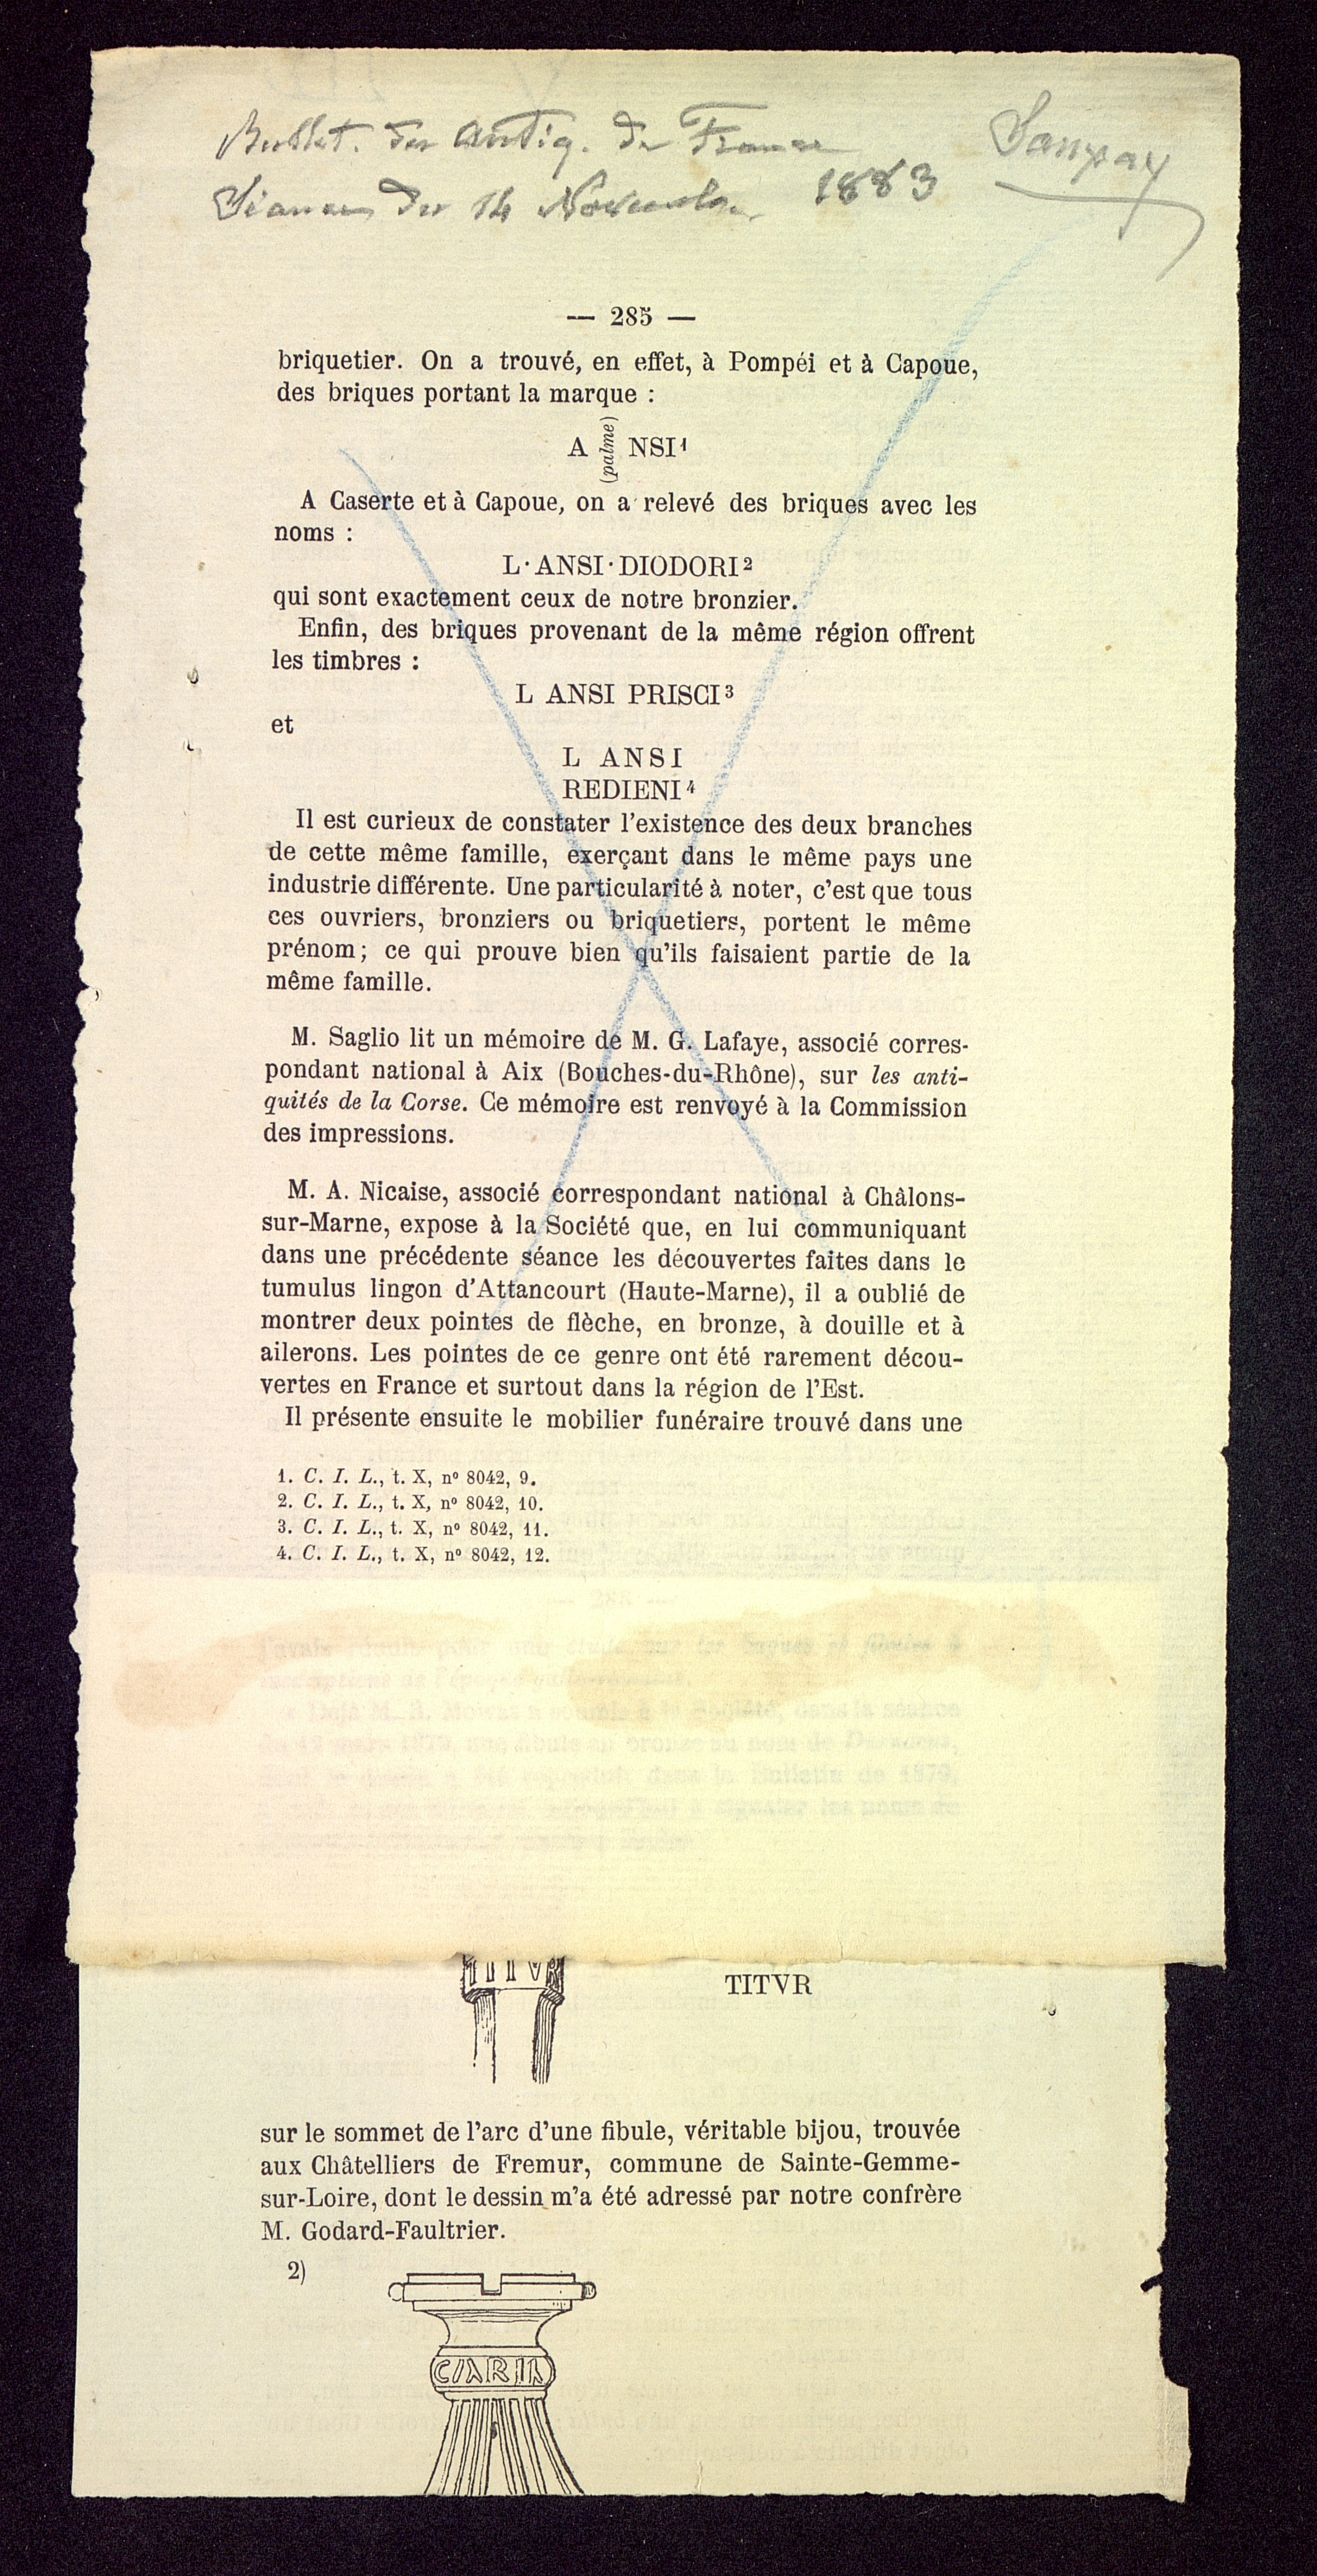 Bullet. des Antiq. de France
Séance du 14 Novembre 1883
— 285 —
briquetier. On a trouvé, en effet, à Pompéi et à Capoue,
des briques portant la marque :
A (palme) NSI¹
A Caserte et à Capoue, on a relevé des briques avec les
noms :
L·ANSI·DIODORI²
qui sont exactement ceux de notre bronzier.
Enfin, des briques provenant de la même région offrent
les timbres :
L ANSI PRISCI³
et
L ANSI
REDIENI⁴
Il est curieux de constater l'existence des deux branches
de cette même famille, exerçant dans le même pays une
industrie différente. Une particularité à noter, c'est que tous
ces ouvriers, bronziers ou briquetiers, portent le même
prénom; ce qui prouve bien qu'ils faisaient partie de la
même famille.
M. Saglio lit un mémoire de M. G. Lafaye, associé corres-
pondant national à Aix (Bouches-du-Rhône), sur les anti-
quités de la Corse. Ce mémoire est renvoyé à la Commission
des impressions.
M. A. Nicaise, associé correspondant national à Châlons-
sur-Marne, expose à la Société que, en lui communiquant
dans une précédente séance les découvertes faites dans le
tumulus lingon d'Attancourt (Haute-Marne), il a oublié de
montrer deux pointes de flèche, en bronze, à douille et à
ailerons. Les pointes de ce genre ont été rarement décou-
vertes en France et surtout dans la région de l'Est.
Il présente ensuite le mobilier funéraire trouvé dans une
1. C. I. L., t. X, nº 8042, 9.
2. C. I. L., t. X, nº 8042, 10.
3. C. I. L., t. X, nº 8042, 11.
4. C. I. L., t. X, nº 8042, 12.
TITVR
sur le sommet de l'arc d'une fibule, véritable bijou, trouvée
aux Châtelliers de Fremur, commune de Sainte-Gemme-
sur-Loire, dont le dessin m'a été adressé par notre confrère
M. Godard-Faultrier.
2)